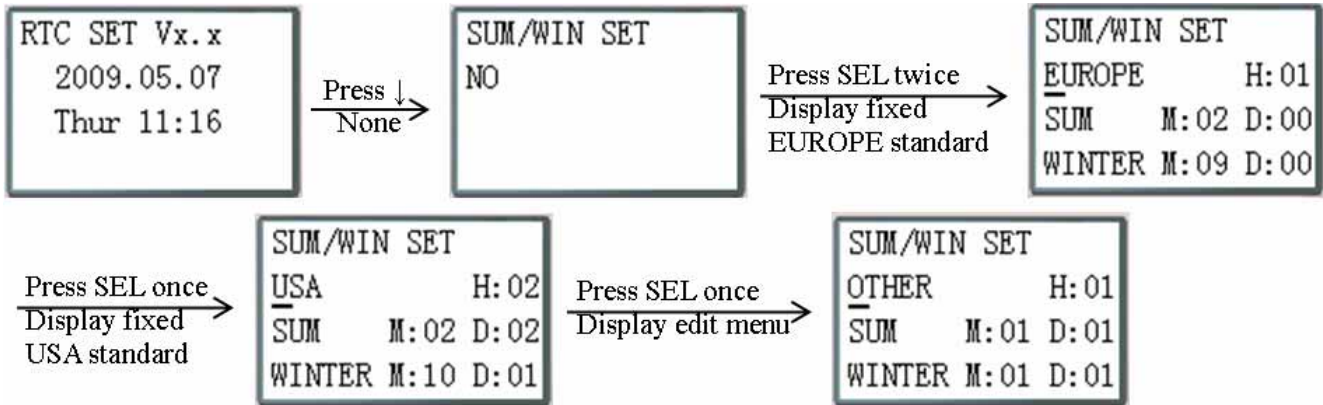 RTC SET Vx.x
2009.05.07
Thur 11:16
Press ↓
None
SUM/WIN SET
NO
Press SEL twice
Display fixed
EUROPE standard
SUM/WIN SET
EUROPE H:01
SUM M:02 D:00
WINTER M:09 D:00
Press SEL once
Display fixed
USA standard
SUM/WIN SET
USA H:02
SUM M:02 D:02
WINTER M:10 D:01
Press SEL once
Display edit menu
SUM/WIN SET
OTHER H:01
SUM M:01 D:01
WINTER M:01 D:01